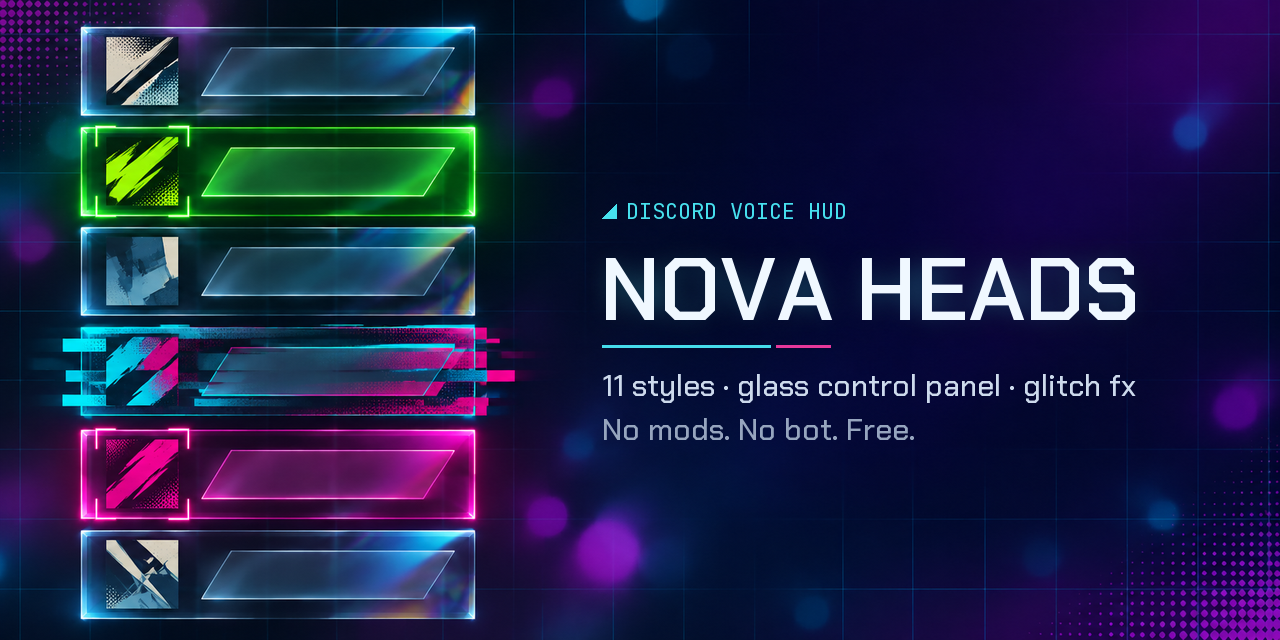 DISCORD VOICE HUD
NOVA HEADS
11 styles · glass control panel · glitch fx
No mods. No bot. Free.